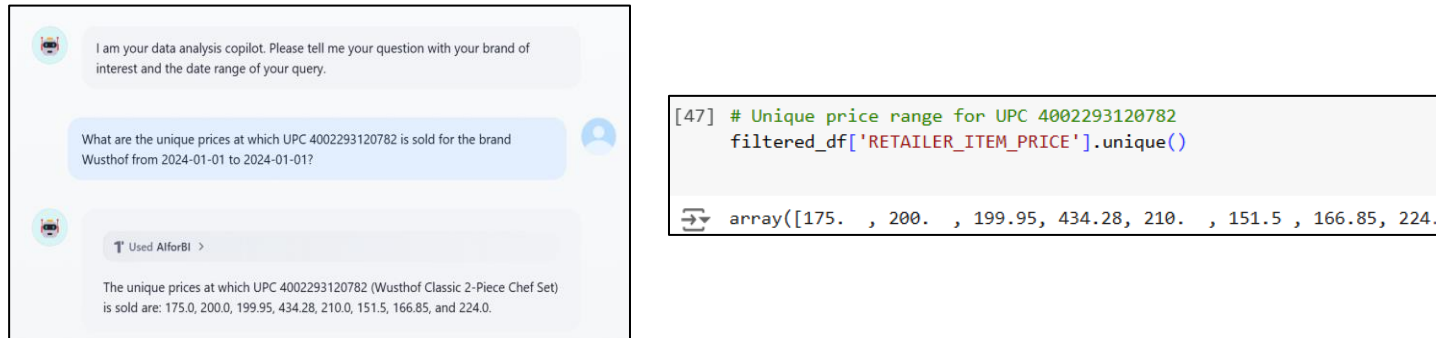 I am your data analysis copilot. Please tell me your question with your brand of
interest and the date range of your query.
What are the unique prices at which UPC 4002293120782 is sold for the brand
Wusthof from 2024-01-01 to 2024-01-01?
Used AIforBI >
The unique prices at which UPC 4002293120782 (Wusthof Classic 2-Piece Chef Set)
is sold are: 175.0, 200.0, 199.95, 434.28, 210.0, 151.5, 166.85, and 224.0.
[47] # Unique price range for UPC 4002293120782
filtered_df['RETAILER_ITEM_PRICE'].unique()
array([175. , 200. , 199.95, 434.28, 210. , 151.5 , 166.85, 224.